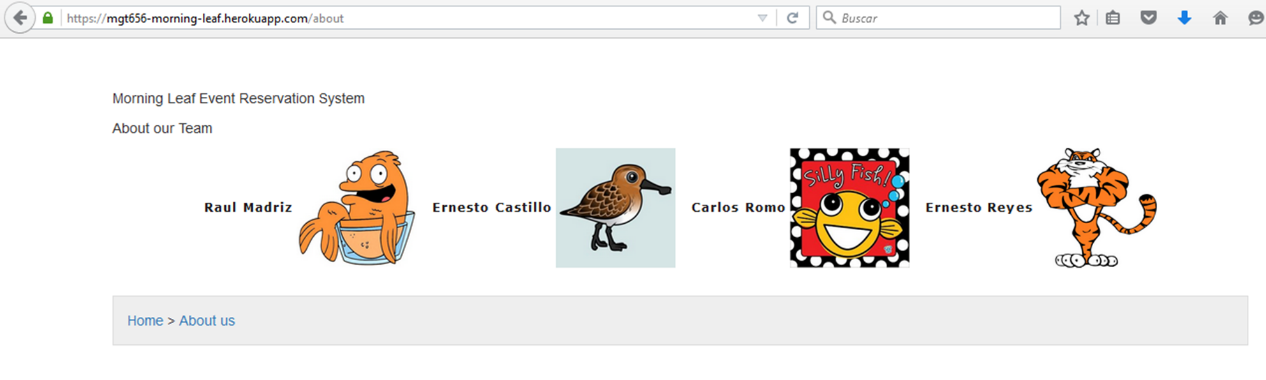 https://mgt656-morning-leaf.herokuapp.com/about
Buscar
Morning Leaf Event Reservation System
About our Team
Raul Madriz
Ernesto Castillo
Carlos Romo
Silly Fish!
Ernesto Reyes
Home > About us